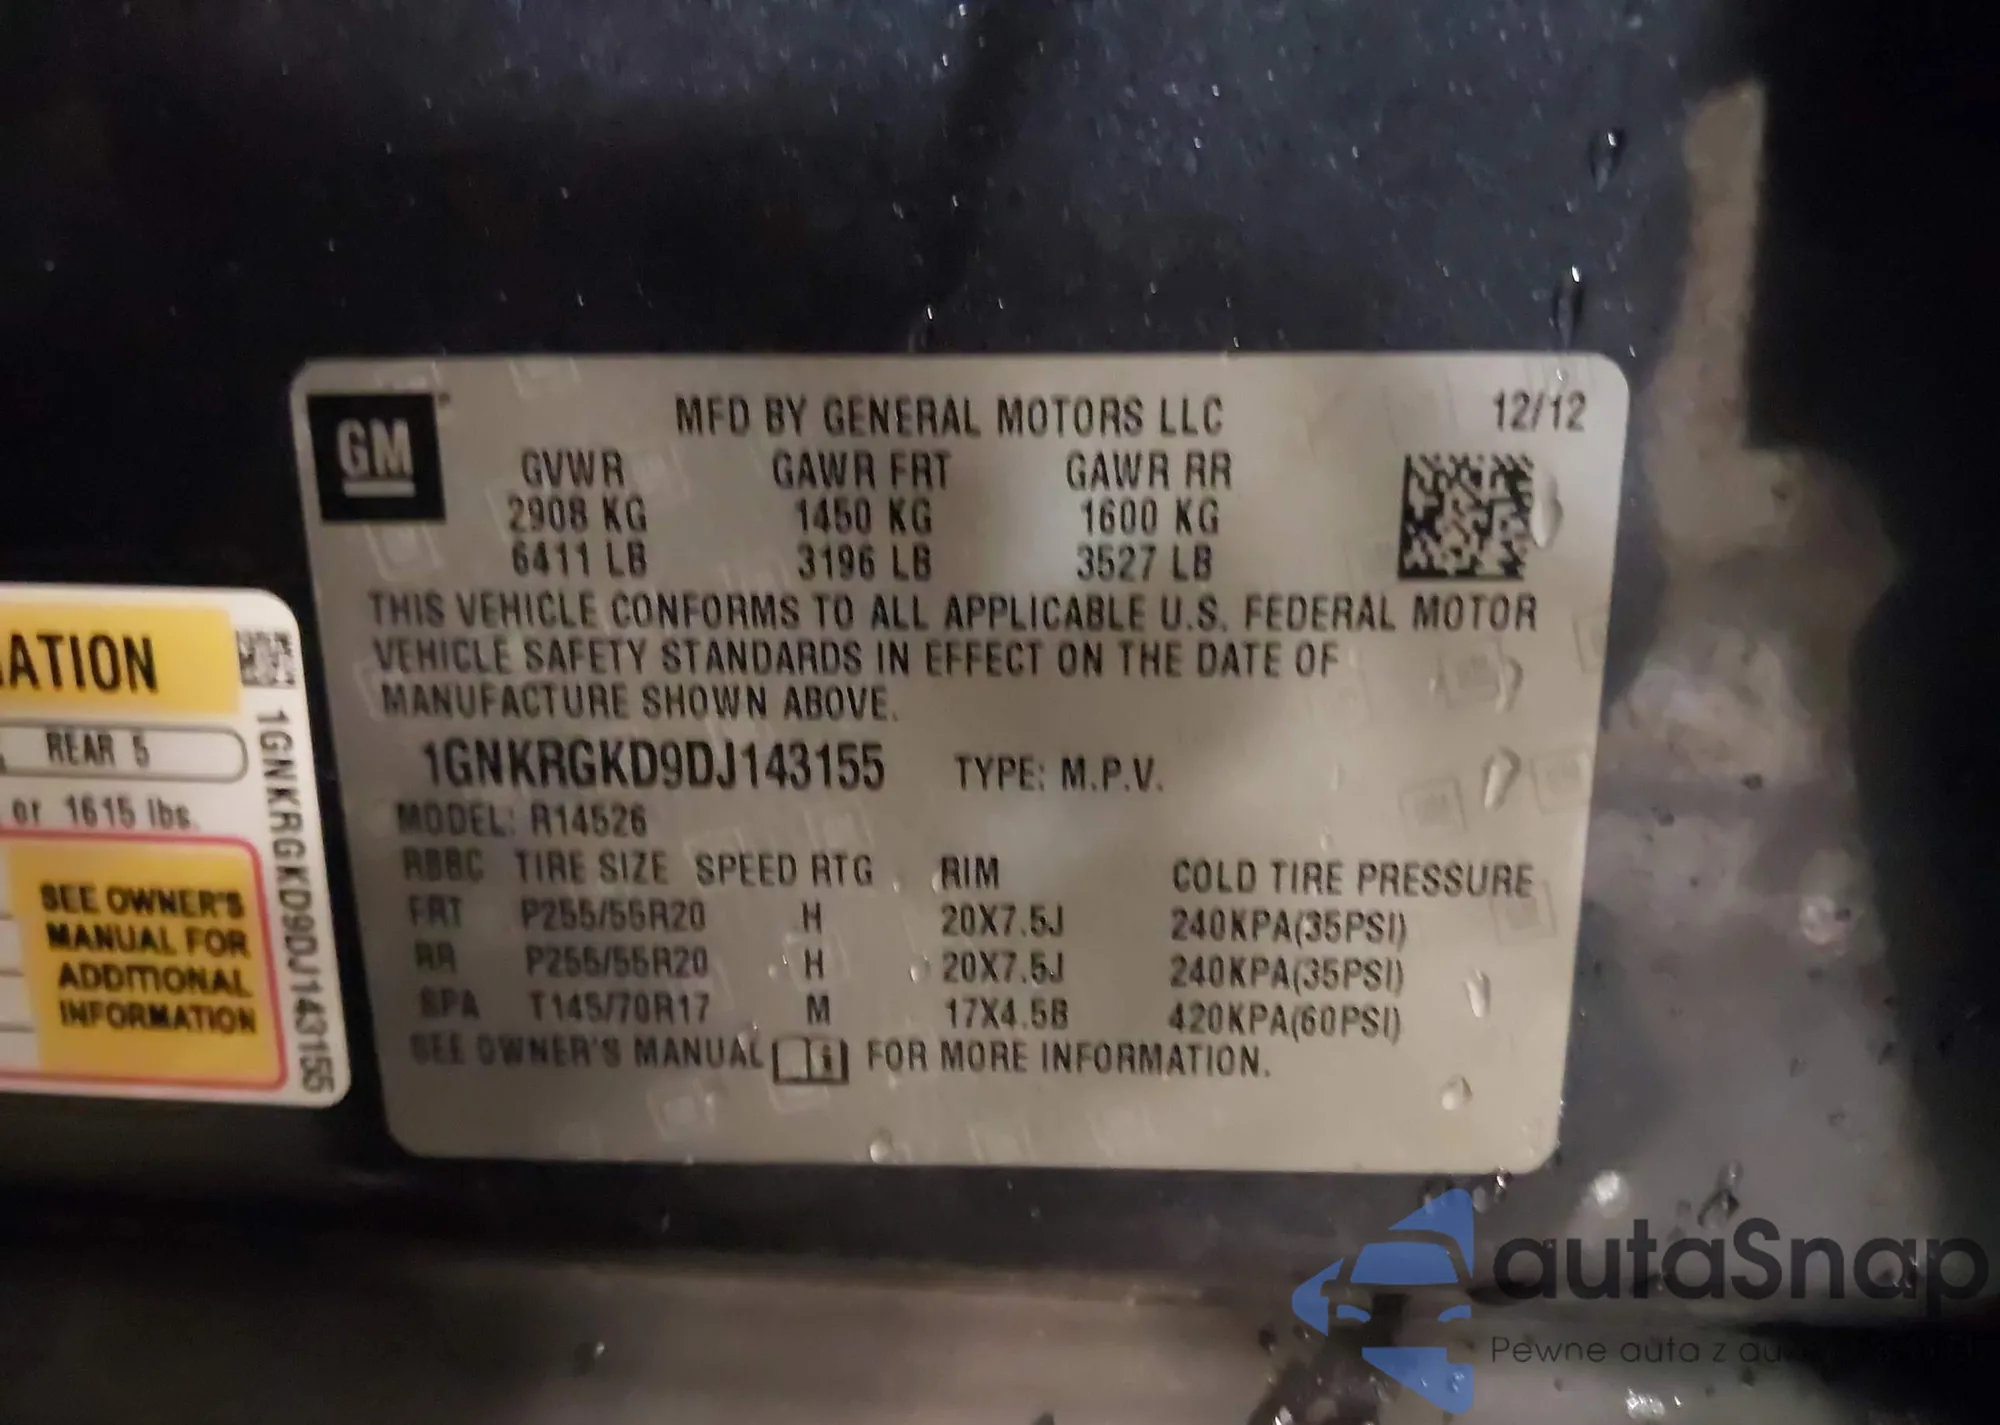 GM
MFD BY GENERAL MOTORS LLC 12/12
GVWR GAWR FRT GAWR RR
2908 KG 1450 KG 1600 KG
6411 LB 3196 LB 3527 LB
THIS VEHICLE CONFORMS TO ALL APPLICABLE U.S. FEDERAL MOTOR
VEHICLE SAFETY STANDARDS IN EFFECT ON THE DATE OF
MANUFACTURE SHOWN ABOVE.
1GNKRGKD9DJ143155 TYPE: M.P.V.
MODEL: R14526
RBBC TIRE SIZE SPEED RTG RIM COLD TIRE PRESSURE
FRT P255/55R20 H 20X7.5J 240KPA(35PSI)
RR P255/55R20 H 20X7.5J 240KPA(35PSI)
SPA T145/70R17 M 17X4.5B 420KPA(60PSI)
SEE OWNER'S MANUAL FOR MORE INFORMATION.
ATION
REAR 5
or 1615 lbs.
SEE OWNER'S
MANUAL FOR
ADDITIONAL
INFORMATION
1GNKRGKD9DJ143155
autaSnap
Pewne auta z